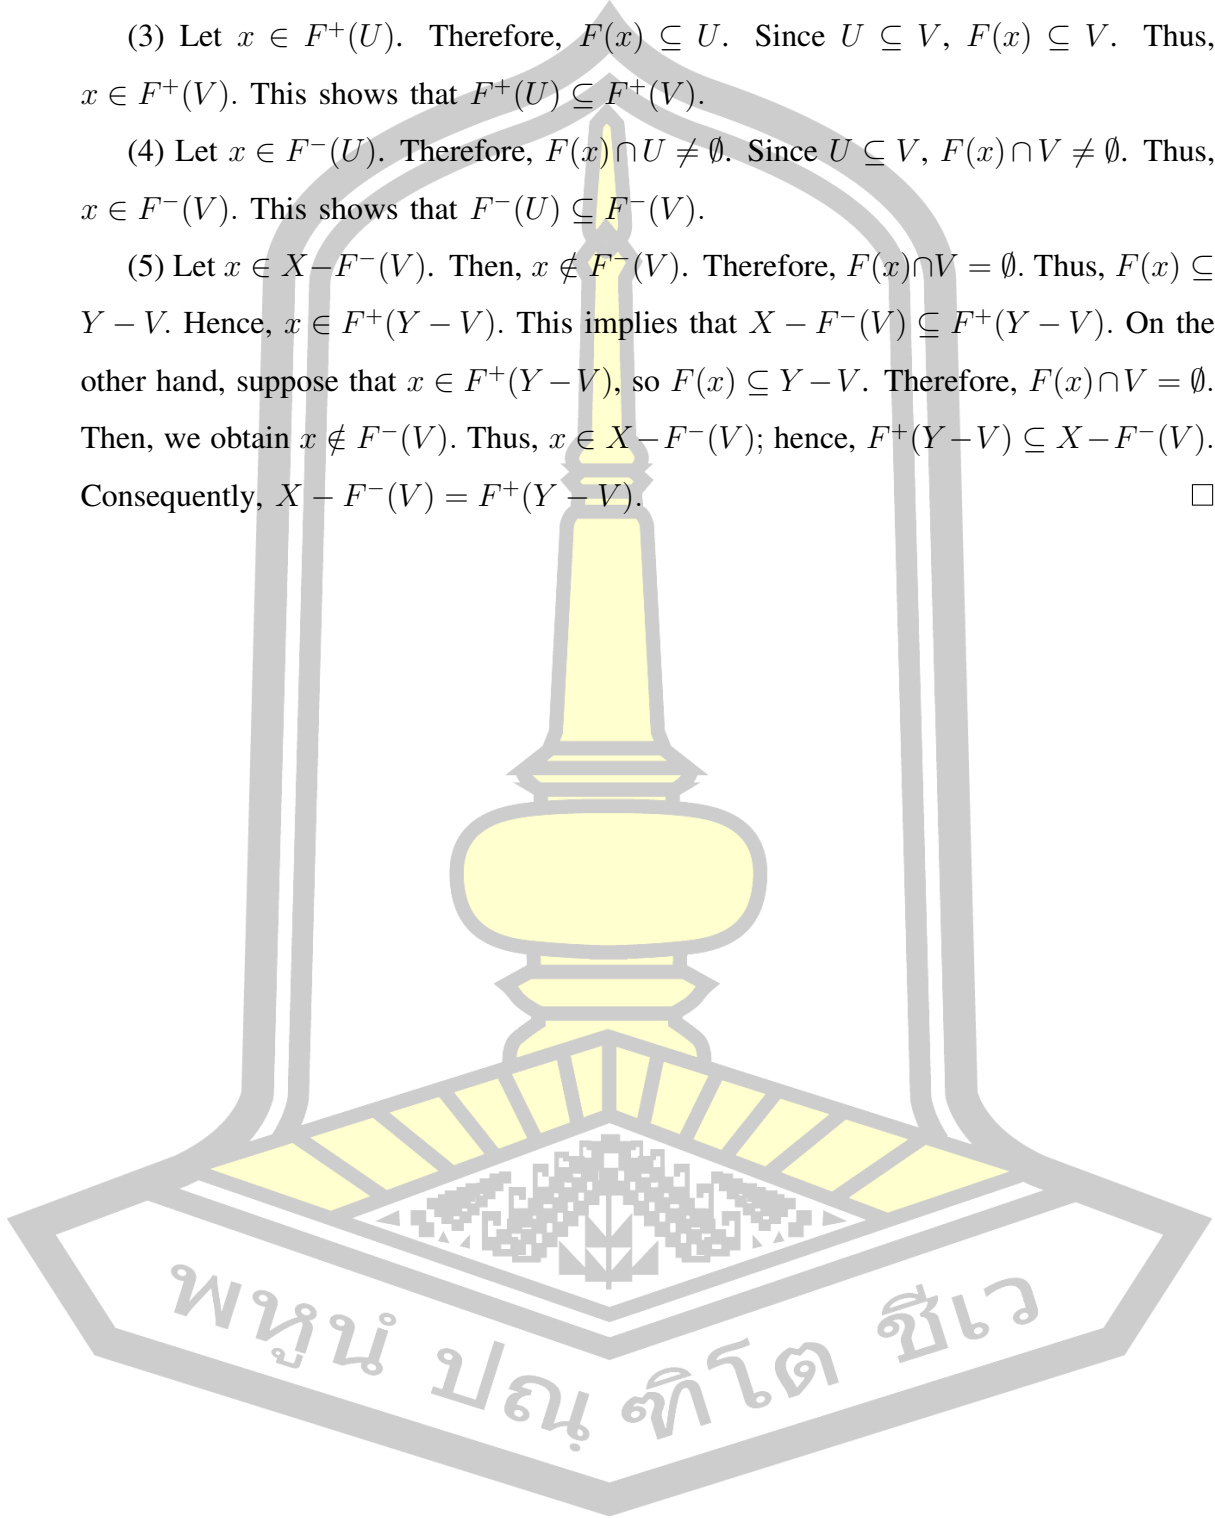 (3) Let x ∈ F⁺(U). Therefore, F(x) ⊆ U. Since U ⊆ V, F(x) ⊆ V. Thus,
x ∈ F⁺(V). This shows that F⁺(U) ⊆ F⁺(V).
(4) Let x ∈ F⁻(U). Therefore, F(x) ∩ U ≠ ∅. Since U ⊆ V, F(x) ∩ V ≠ ∅. Thus,
x ∈ F⁻(V). This shows that F⁻(U) ⊆ F⁻(V).
(5) Let x ∈ X − F⁻(V). Then, x ∉ F⁻(V). Therefore, F(x) ∩ V = ∅. Thus, F(x) ⊆
Y − V. Hence, x ∈ F⁺(Y − V). This implies that X − F⁻(V) ⊆ F⁺(Y − V). On the
other hand, suppose that x ∈ F⁺(Y − V), so F(x) ⊆ Y − V. Therefore, F(x) ∩ V = ∅.
Then, we obtain x ∉ F⁻(V). Thus, x ∈ X − F⁻(V); hence, F⁺(Y − V) ⊆ X − F⁻(V).
Consequently, X − F⁻(V) = F⁺(Y − V). □
พหูนํ ปณฺฑิโต ชีเว